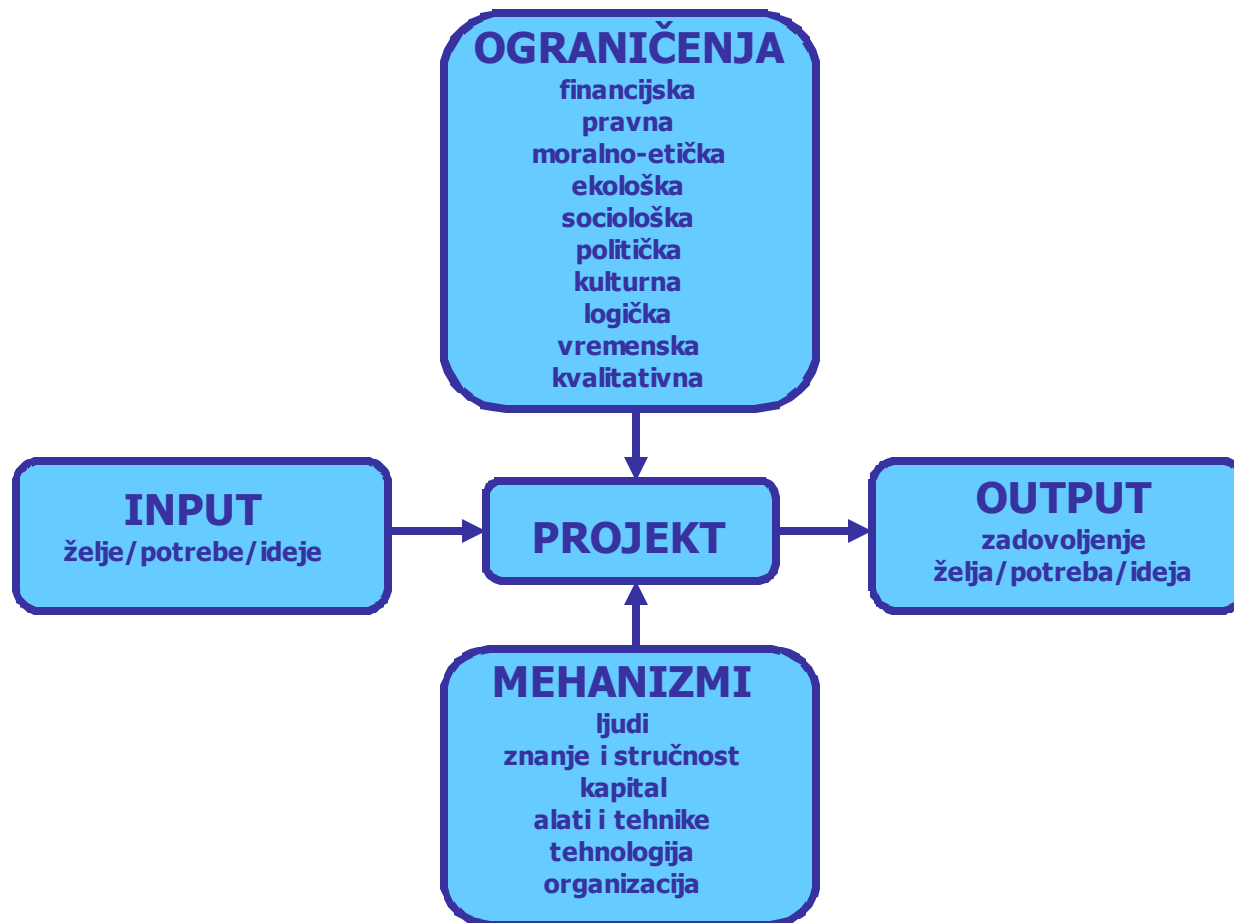 OGRANIČENJA
financijska
pravna
moralno-etička
ekološka
sociološka
politička
kulturna
logička
vremenska
kvalitativna
INPUT
želje/potrebe/ideje
PROJEKT
OUTPUT
zadovoljenje
želja/potreba/ideja
MEHANIZMI
ljudi
znanje i stručnost
kapital
alati i tehnike
tehnologija
organizacija